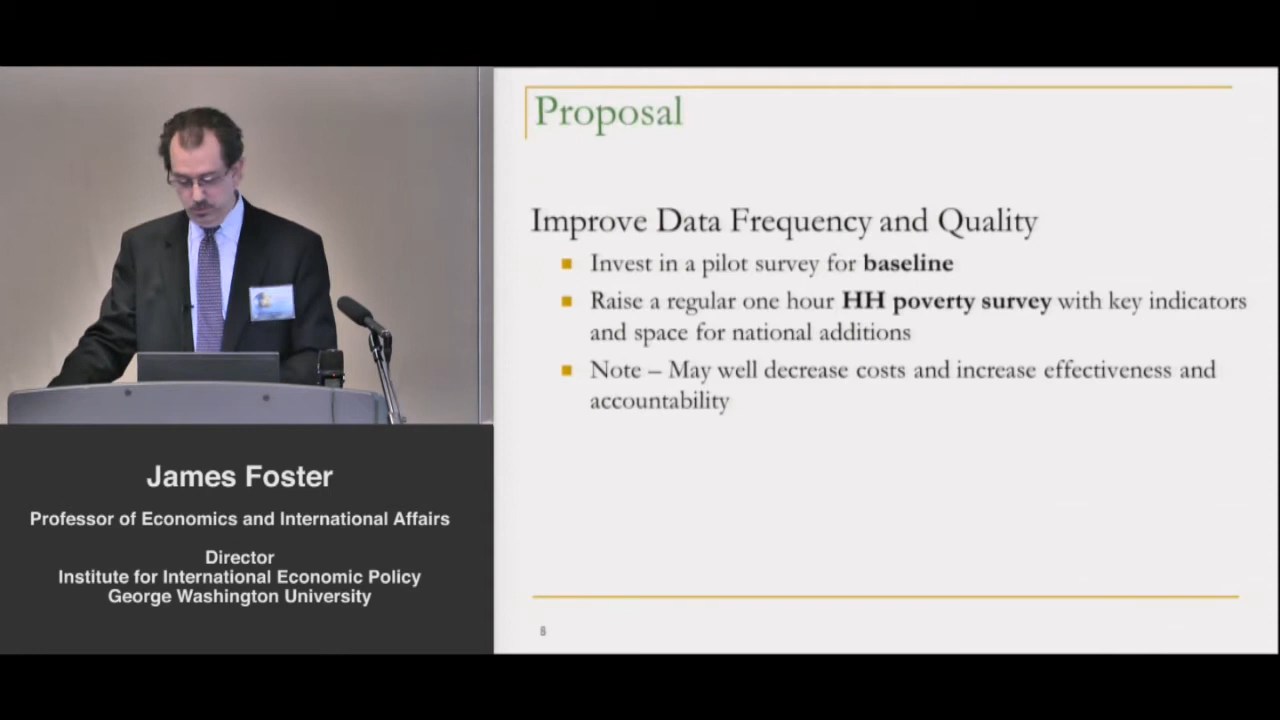 Proposal
Improve Data Frequency and Quality
Invest in a pilot survey for baseline
Raise a regular one hour HH poverty survey with key indicators
and space for national additions
Note – May well decrease costs and increase effectiveness and
accountability
James Foster
Professor of Economics and International Affairs
Director
Institute for International Economic Policy
George Washington University